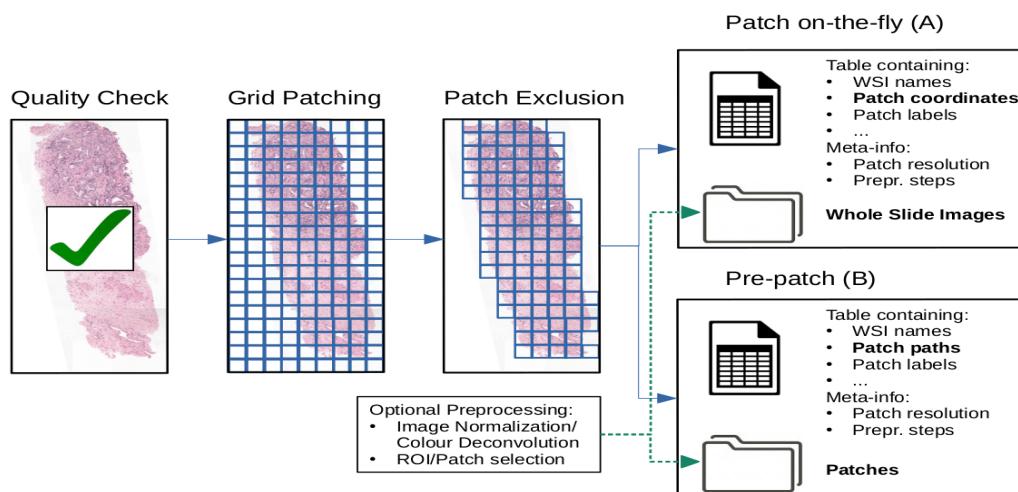 Patch on-the-fly (A)
Quality Check
Grid Patching
Patch Exclusion
Table containing:
• WSI names
• Patch coordinates
• Patch labels
• ...
Meta-info:
• Patch resolution
• Prepr. steps
Whole Slide Images
Pre-patch (B)
Table containing:
• WSI names
• Patch paths
• Patch labels
• ...
Meta-info:
• Patch resolution
• Prepr. steps
Patches
Optional Preprocessing:
• Image Normalization/
Colour Deconvolution
• ROI/Patch selection